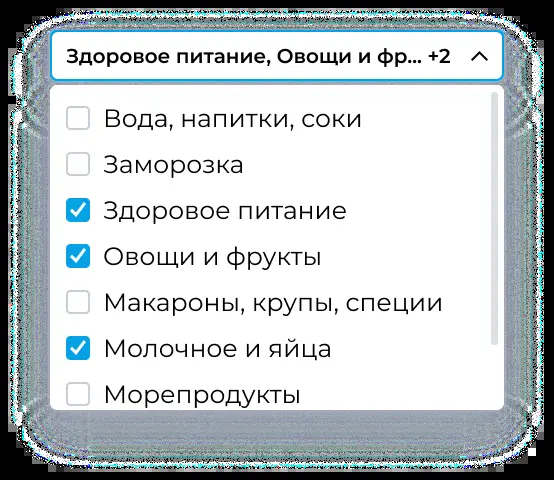 Здоровое питание, Овощи и фр... +2
Вода, напитки, соки
Заморозка
Здоровое питание
Овощи и фрукты
Макароны, крупы, специи
Молочное и яйца
Морепродукты